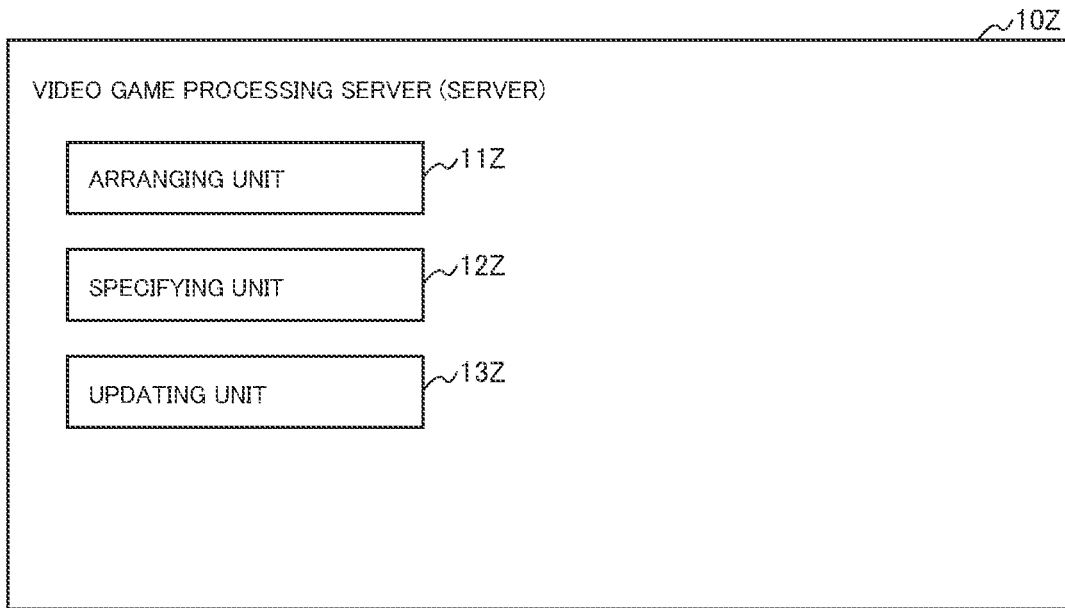 10Z
VIDEO GAME PROCESSING SERVER (SERVER)
ARRANGING UNIT
11Z
SPECIFYING UNIT
12Z
UPDATING UNIT
13Z